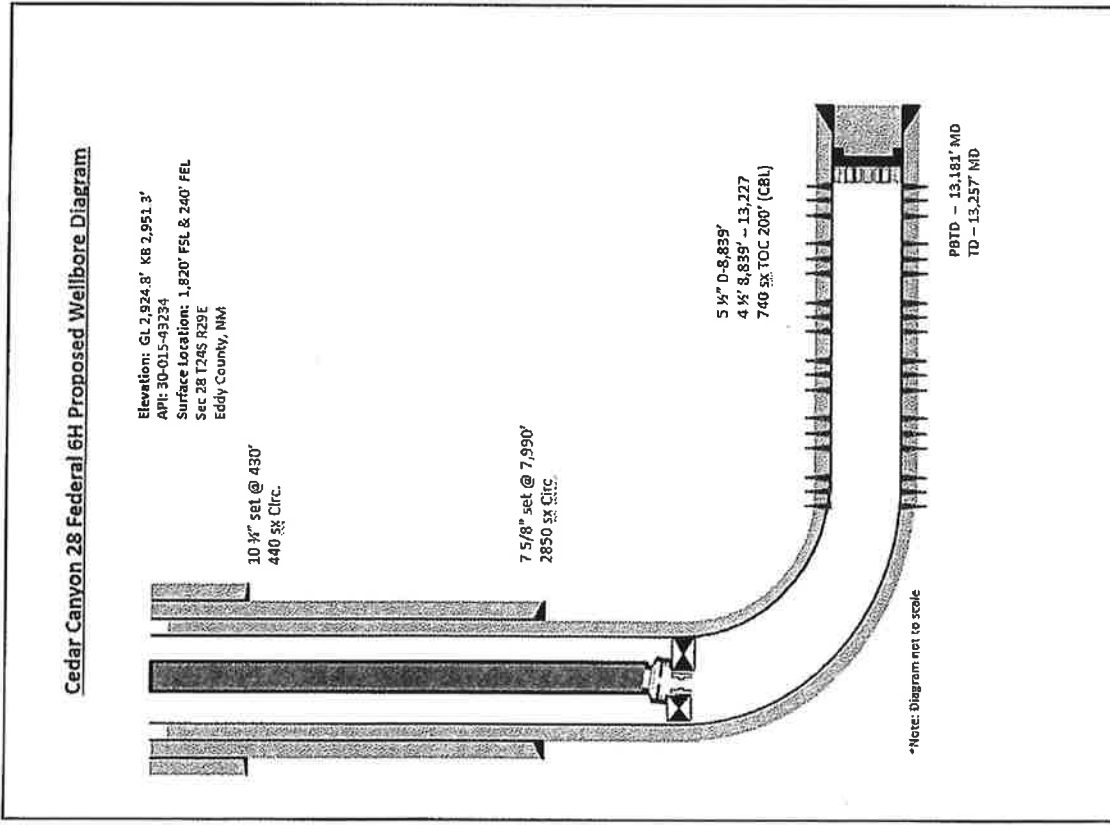 Cedar Canyon 28 Federal 6H Proposed Wellbore Diagram
Elevation: GL 2,924.8' KB 2,951.3'
API: 30-015-43234
Surface Location: 1,820' FSL & 240' FEL
Sec 28 T24S R29E
Eddy County, NM
10 ¾" set @ 430'
440 sx Circ.
7 5/8" set @ 7,990'
2850 sx Circ
5 ½" 0-8,839'
4 ½' 8,839' – 13,227
740 sx TOC 200' (CBL)
PBTD – 13,181' MD
TD – 13,257' MD
*Note: Diagram not to scale